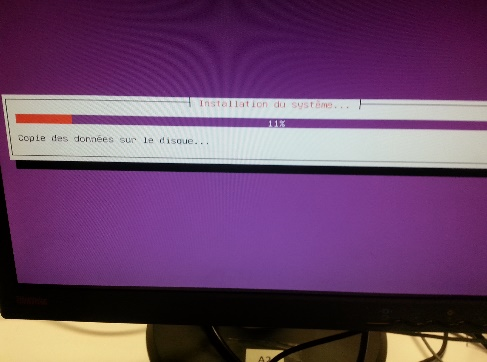 Installation du système...
11%
Copie des données sur le disque...